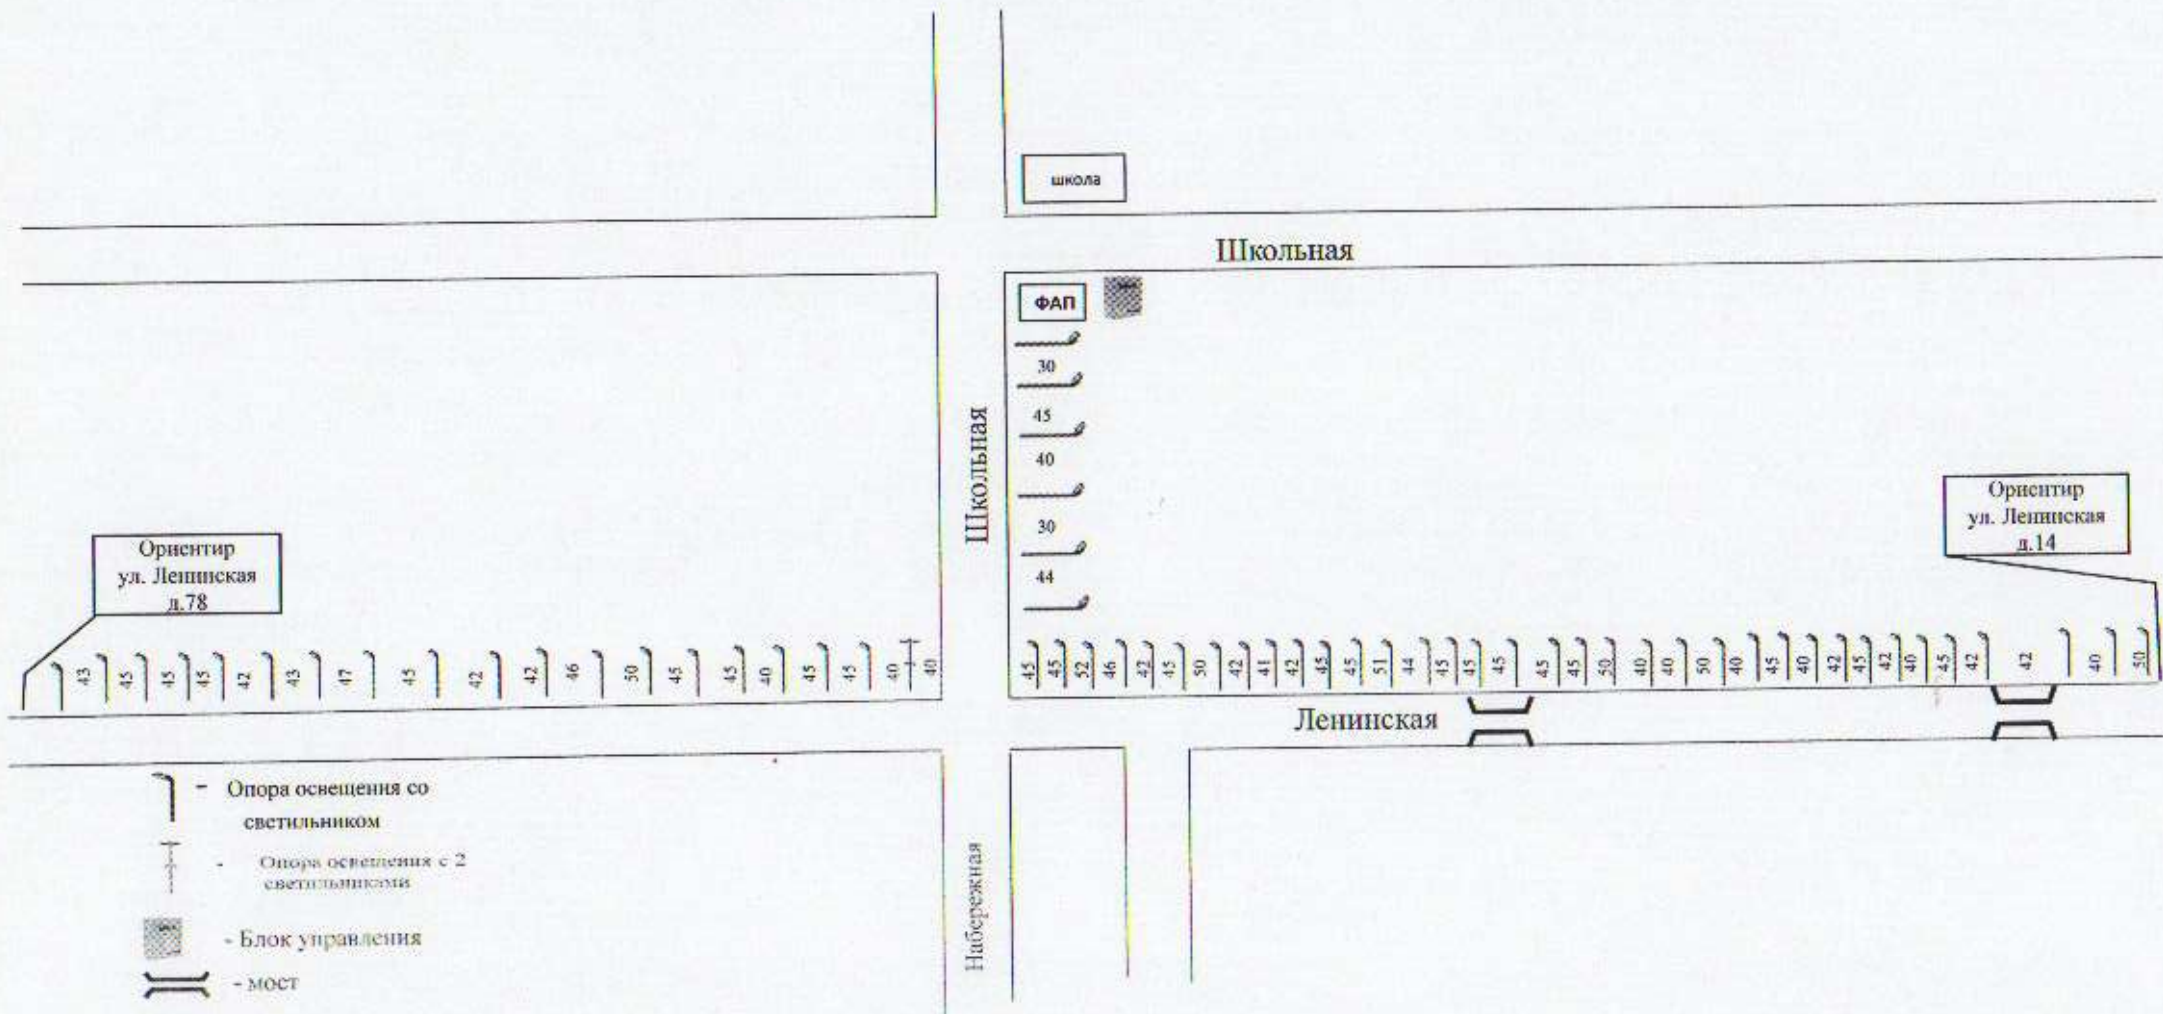 школа
Школьная
ФАП
30
45
40
30
44
Школьная
Ориентир
ул. Ленинская
д.14
Ориентир
ул. Ленинская
д.78
43 45 45 45 42 43 47 45 42 42 46 50 45 45 40 45 45 40 40
45 45 52 46 42 45 50 42 41 42 45 45 51 44 45 45 45 45 45 50 40 40 50 40 45 40 42 45 42 40 45 42 42 40 50
Ленинская
- Опора освещения со
светильником
- Опора освещения с 2
светильниками
- Блок управления
- мост
Набережная